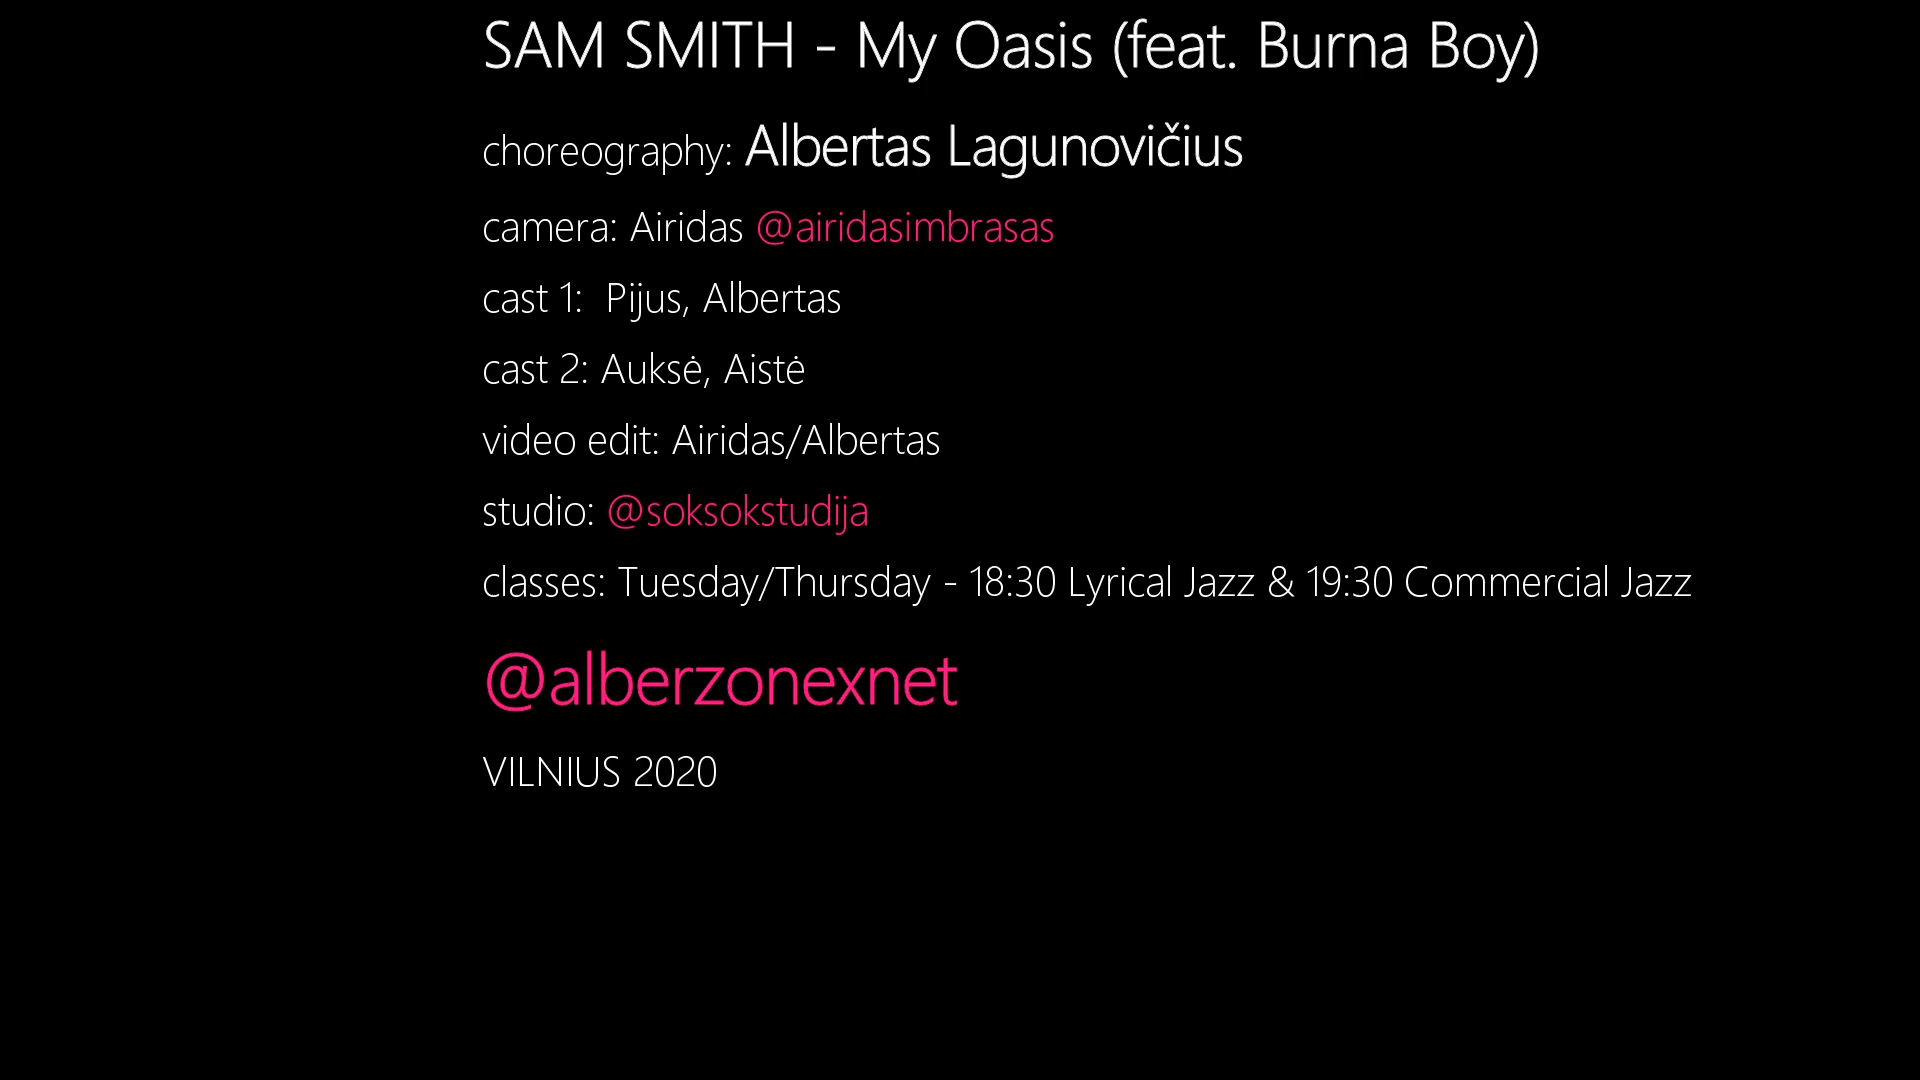 SAM SMITH - My Oasis (feat. Burna Boy)
choreography: Albertas Lagunovičius
camera: Airidas @airidasimbrasas
cast 1:  Pijus, Albertas
cast 2: Auksė, Aistė
video edit: Airidas/Albertas
studio: @soksokstudija
classes: Tuesday/Thursday - 18:30 Lyrical Jazz & 19:30 Commercial Jazz
@alberzonexnet
VILNIUS 2020